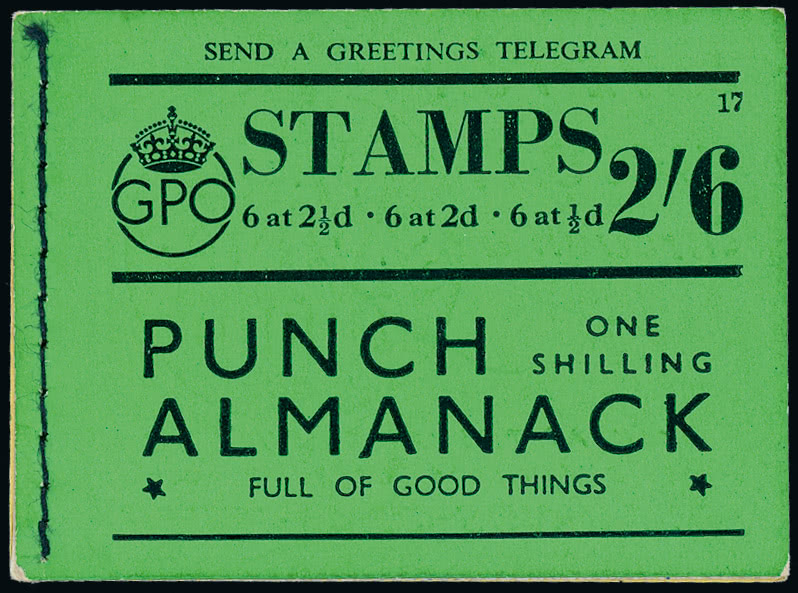 SEND A GREETINGS TELEGRAM
17
STAMPS
GPO
2/6
6 at 2½d · 6 at 2d · 6 at ½d
PUNCH
ONE
SHILLING
ALMANACK
★ FULL OF GOOD THINGS ★